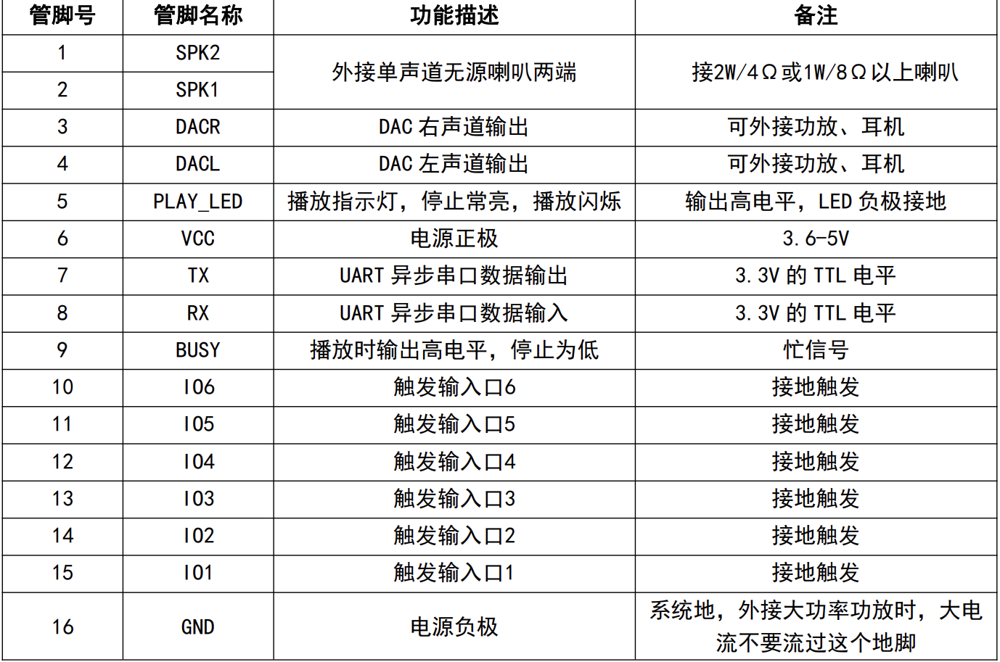 管脚号 管脚名称 功能描述 备注
1 SPK2 外接单声道无源喇叭两端 接2W/4Ω或1W/8Ω以上喇叭
2 SPK1
3 DACR DAC 右声道输出 可外接功放、耳机
4 DACL DAC 左声道输出 可外接功放、耳机
5 PLAY_LED 播放指示灯，停止常亮，播放闪烁 输出高电平，LED 负极接地
6 VCC 电源正极 3.6-5V
7 TX UART 异步串口数据输出 3.3V 的 TTL 电平
8 RX UART 异步串口数据输入 3.3V 的 TTL 电平
9 BUSY 播放时输出高电平，停止为低 忙信号
10 IO6 触发输入口6 接地触发
11 IO5 触发输入口5 接地触发
12 IO4 触发输入口4 接地触发
13 IO3 触发输入口3 接地触发
14 IO2 触发输入口2 接地触发
15 IO1 触发输入口1 接地触发
16 GND 电源负极 系统地，外接大功率功放时，大电
流不要流过这个地脚